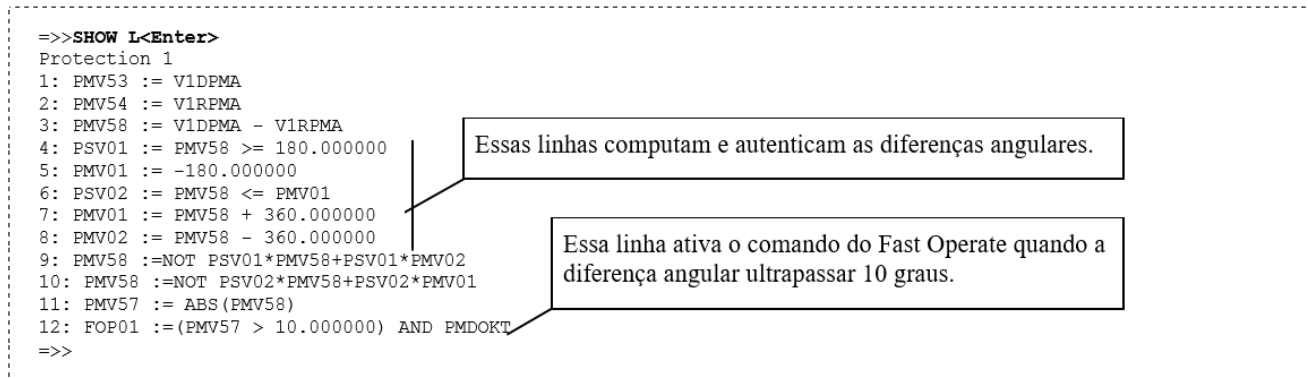 =>>SHOW L<Enter>
Protection 1
1: PMV53 := V1DPMA
2: PMV54 := V1RPMA
3: PMV58 := V1DPMA - V1RPMA
4: PSV01 := PMV58 >= 180.000000
5: PMV01 := -180.000000
6: PSV02 := PMV58 <= PMV01
7: PMV01 := PMV58 + 360.000000
8: PMV02 := PMV58 - 360.000000
9: PMV58 :=NOT PSV01*PMV58+PSV01*PMV02
10: PMV58 :=NOT PSV02*PMV58+PSV02*PMV01
11: PMV57 := ABS(PMV58)
12: FOP01 :=(PMV57 > 10.000000) AND PMDOKT
=>>
Essas linhas computam e autenticam as diferenças angulares.
Essa linha ativa o comando do Fast Operate quando a
diferença angular ultrapassar 10 graus.